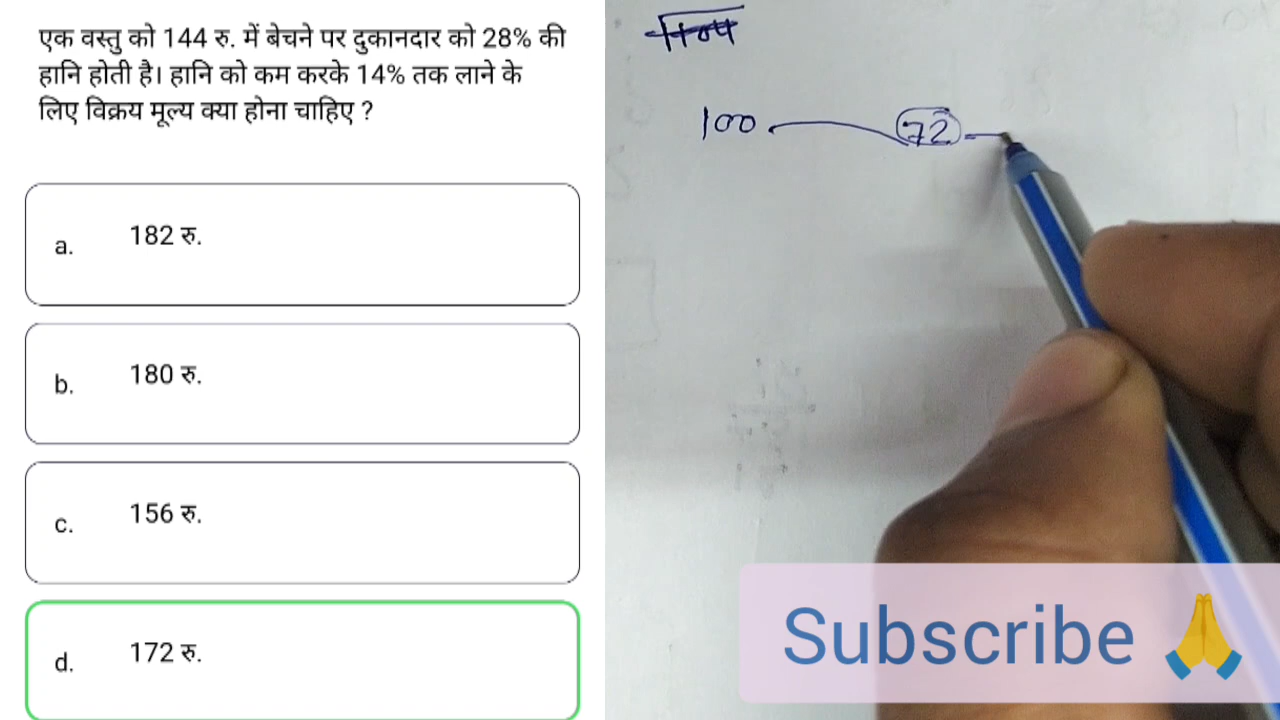 एक वस्तु को 144 रु. में बेचने पर दुकानदार को 28% की
हानि होती है। हानि को कम करके 14% तक लाने के
लिए विक्रय मूल्य क्या होना चाहिए ?
a. 182 रु.
b. 180 रु.
c. 156 रु.
d. 172 रु.
100 72
Subscribe 🙏